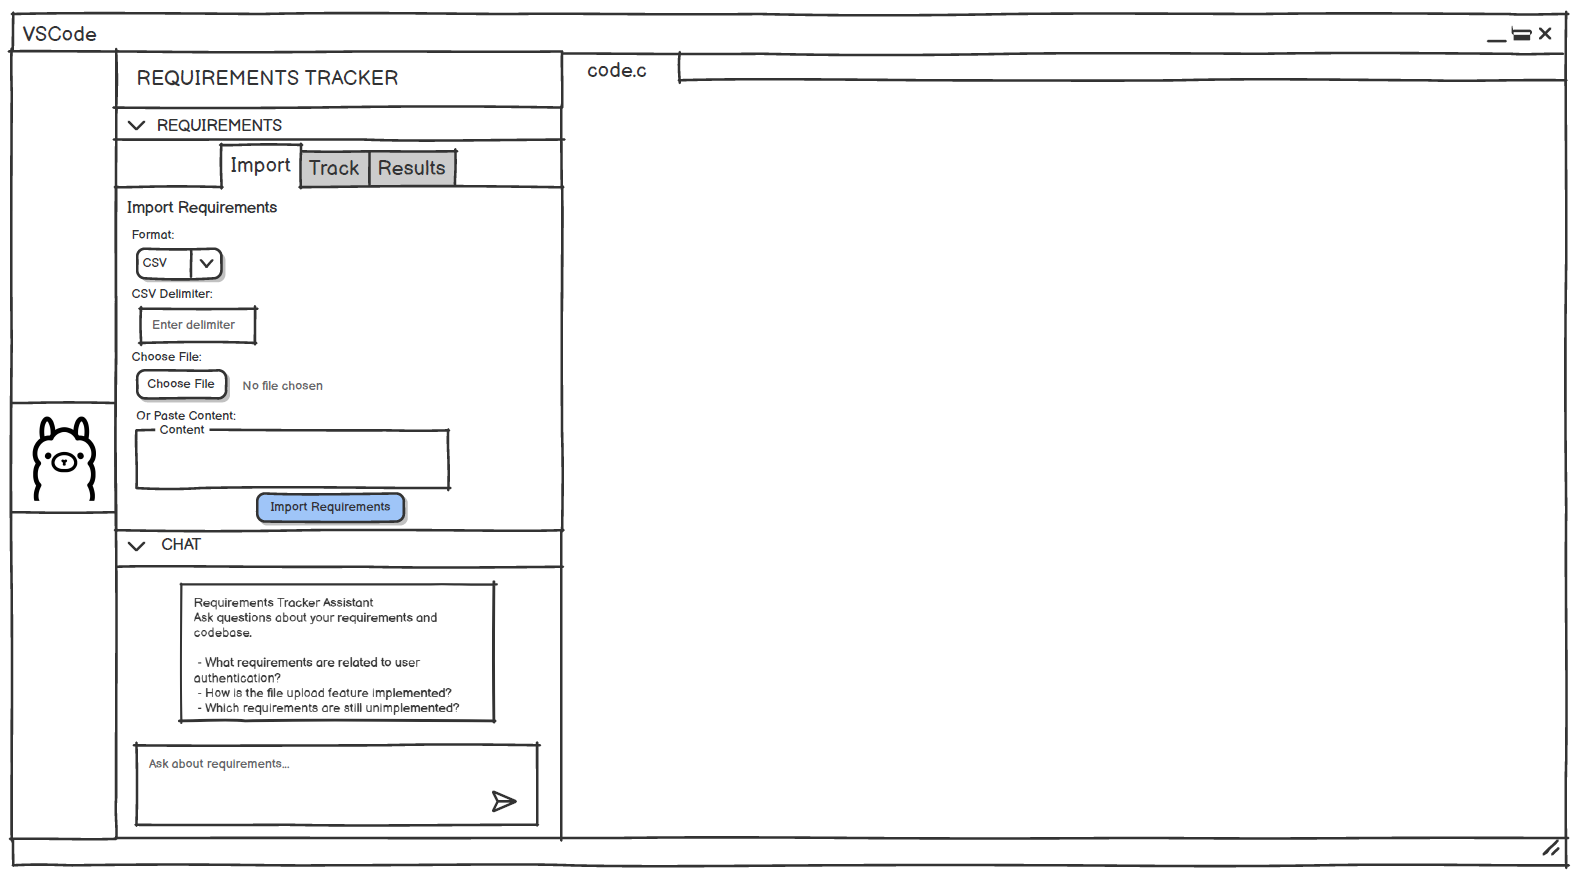 VSCode
REQUIREMENTS TRACKER
code.c
REQUIREMENTS
Import Track Results
Import Requirements
Format:
CSV
CSV Delimiter:
Enter delimiter
Choose File:
Choose File No file chosen
Or Paste Content:
Content
Import Requirements
CHAT
Requirements Tracker Assistant
Ask questions about your requirements and
codebase.
- What requirements are related to user
authentication?
- How is the file upload feature implemented?
- Which requirements are still unimplemented?
Ask about requirements...